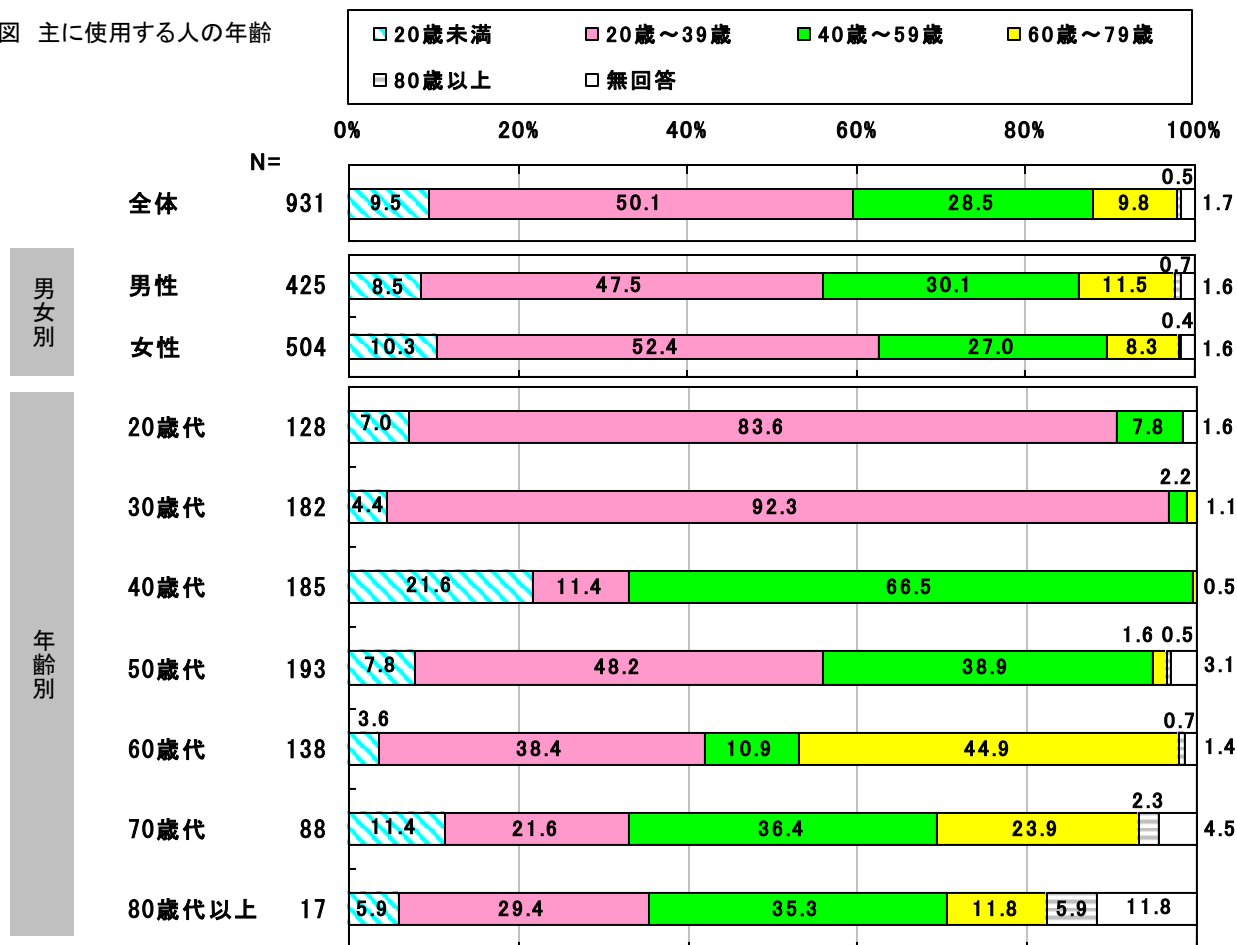 図 主に使用する人の年齢
20歳未満 20歳～39歳 40歳～59歳 60歳～79歳
80歳以上 無回答
0% 20% 40% 60% 80% 100%
N=
0.5
全体 931 9.5 50.1 28.5 9.8 1.7
男女別
0.7
男性 425 8.5 47.5 30.1 11.5 1.6
0.4
女性 504 10.3 52.4 27.0 8.3 1.6
年齢別
20歳代 128 7.0 83.6 7.8 1.6
2.2
30歳代 182 4.4 92.3 1.1
40歳代 185 21.6 11.4 66.5 0.5
1.6 0.5
50歳代 193 7.8 48.2 38.9 3.1
3.6 0.7
60歳代 138 38.4 10.9 44.9 1.4
2.3
70歳代 88 11.4 21.6 36.4 23.9 4.5
80歳代以上 17 5.9 29.4 35.3 11.8 5.9 11.8